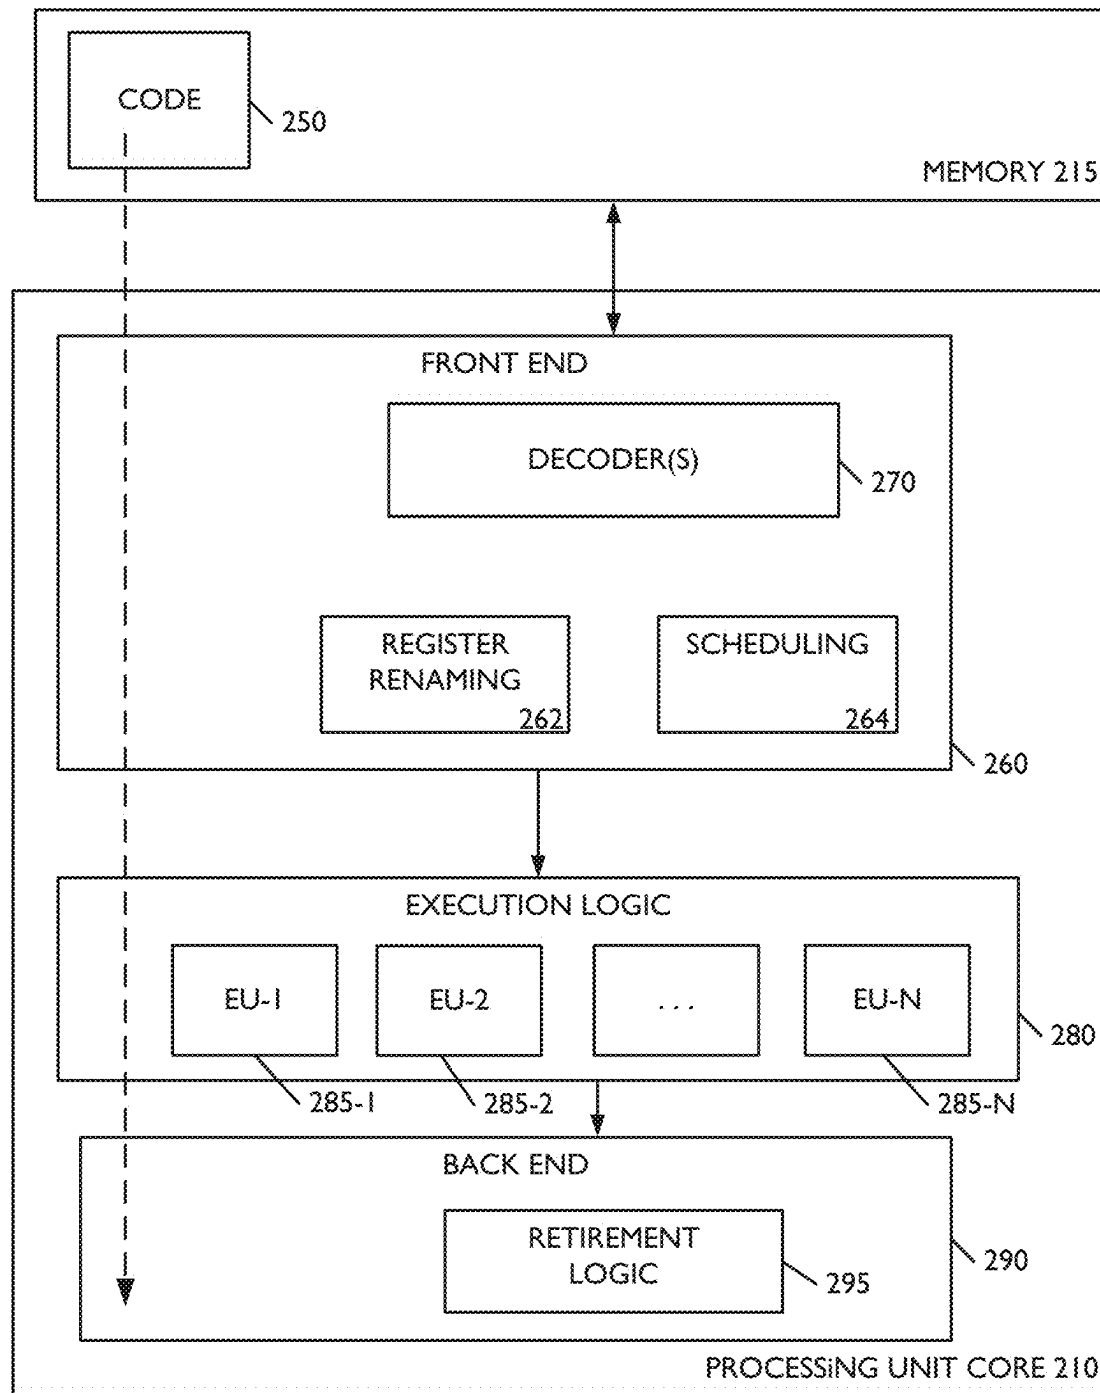 CODE
250
MEMORY 215
FRONT END
DECODER(S)
270
REGISTER
RENAMING
262
SCHEDULING
264
260
EXECUTION LOGIC
EU-1
EU-2
...
EU-N
280
285-1
285-2
285-N
BACK END
RETIREMENT
LOGIC
295
290
PROCESSiNG UNIT CORE 210